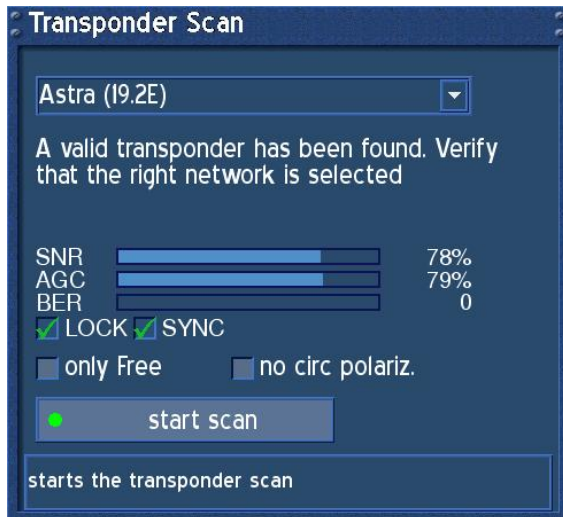 Transponder Scan
Astra (19.2E)
A valid transponder has been found. Verify
that the right network is selected
SNR 78%
AGC 79%
BER 0
LOCK SYNC
only Free no circ polariz.
start scan
starts the transponder scan